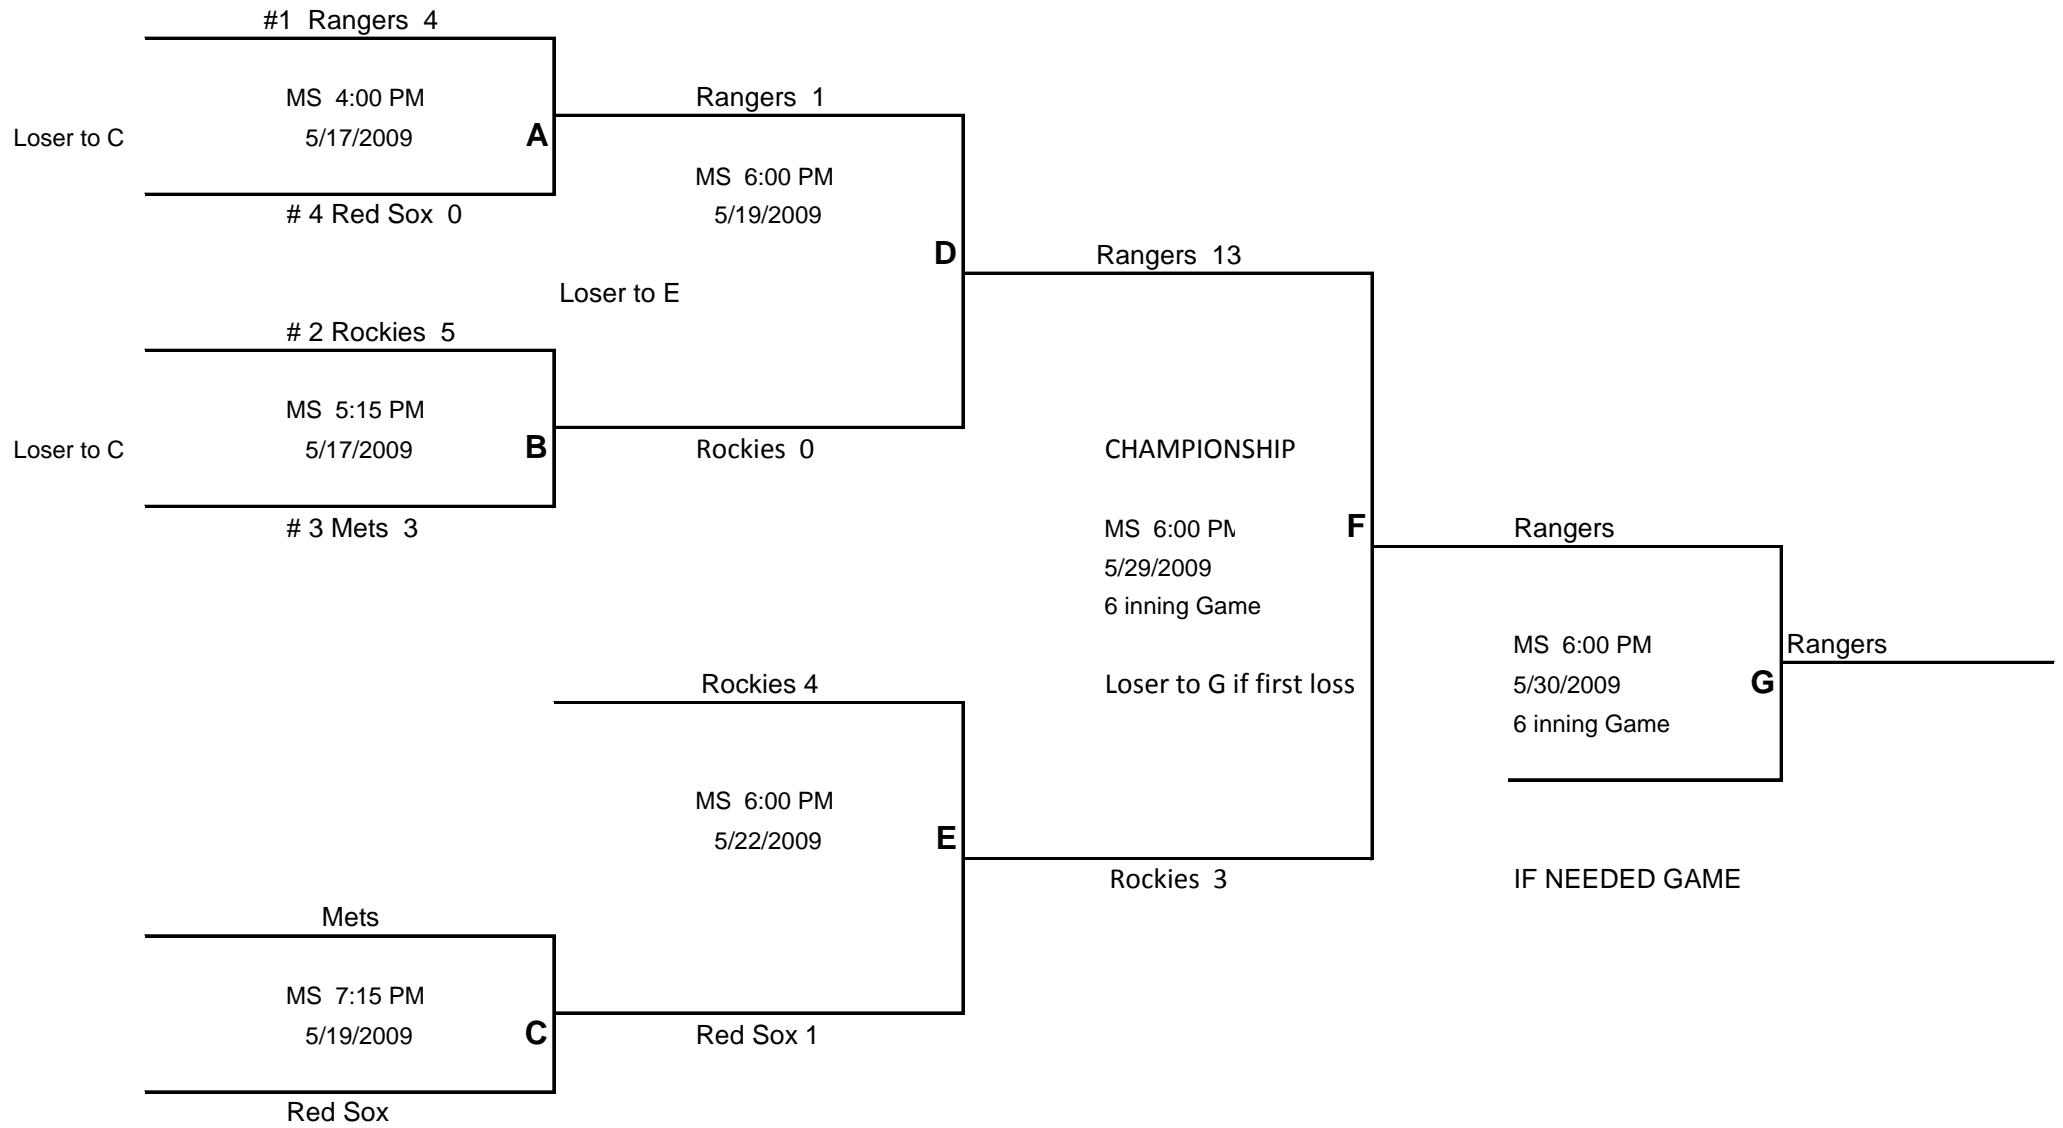 #1  Rangers  4
MS  4:00 PM
Loser to C
5/17/2009
A
# 4 Red Sox  0
Rangers  1
MS  6:00 PM
5/19/2009
D
Loser to E
# 2 Rockies  5
MS  5:15 PM
Loser to C
5/17/2009
B
# 3 Mets  3
Rockies  0
Rangers  13
CHAMPIONSHIP
MS  6:00 PM
F
5/29/2009
6 inning Game
Loser to G if first loss
Rangers
MS  6:00 PM
5/30/2009
G
6 inning Game
Rangers
IF NEEDED GAME
Rockies 4
MS  6:00 PM
5/22/2009
E
Rockies  3
Mets
MS  7:15 PM
5/19/2009
C
Red Sox
Red Sox 1